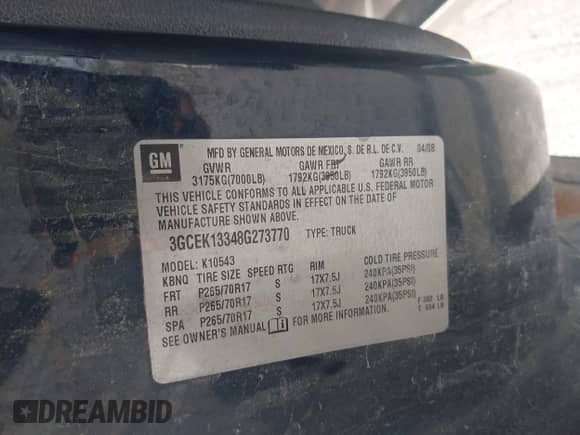 GM
MFD BY GENERAL MOTORS DE MEXICO, S. DE R.L. DE C.V. 04/08
GVWR GAWR FRT GAWR RR
3175KG(7000LB) 1792KG(3950LB) 1792KG(3950LB)
THIS VEHICLE CONFORMS TO ALL APPLICABLE U.S. FEDERAL MOTOR
VEHICLE SAFETY STANDARDS IN EFFECT ON THE DATE OF
MANUFACTURE SHOWN ABOVE.
3GCEK13348G273770 TYPE: TRUCK
MODEL: K10543
KBNQ TIRE SIZE SPEED RTG RIM COLD TIRE PRESSURE
FRT P265/70R17 S 17X7.5J 240KPA(35PSI)
RR P265/70R17 S 17X7.5J 240KPA(35PSI)
SPA P265/70R17 S 17X7.5J 240KPA(35PSI)
SEE OWNER'S MANUAL FOR MORE INFORMATION.
DREAMBID